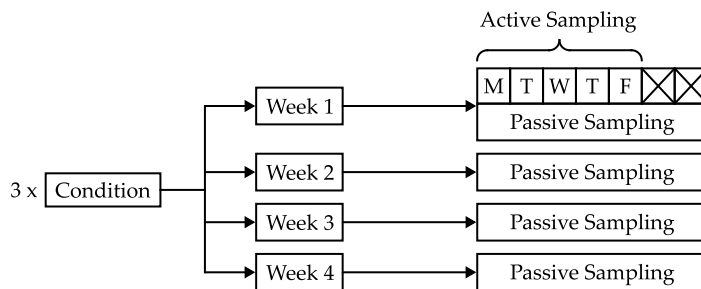 Active Sampling
M T W T F
Week 1
Passive Sampling
3 x Condition
Week 2
Passive Sampling
Week 3
Passive Sampling
Week 4
Passive Sampling